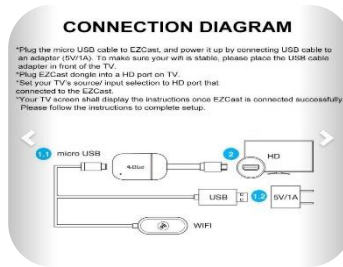 CONNECTION DIAGRAM
*Plug the micro USB cable to EZCast, and power it up by connecting USB cable to
an adapter (5V/1A). To make sure your wifi is stable, please place the USB cable
adapter in front of the TV.
*Plug EZCast dongle into a HD port on TV.
*Set your TV's source/ input selection to HD port that
connected to the EZCast.
*Your TV screen shall display the instructions once EZCast is connected successfully
Please follow the instructions to complete setup.
1.1 micro USB
2 HD
USB 1.2 5V/1A
WIFI